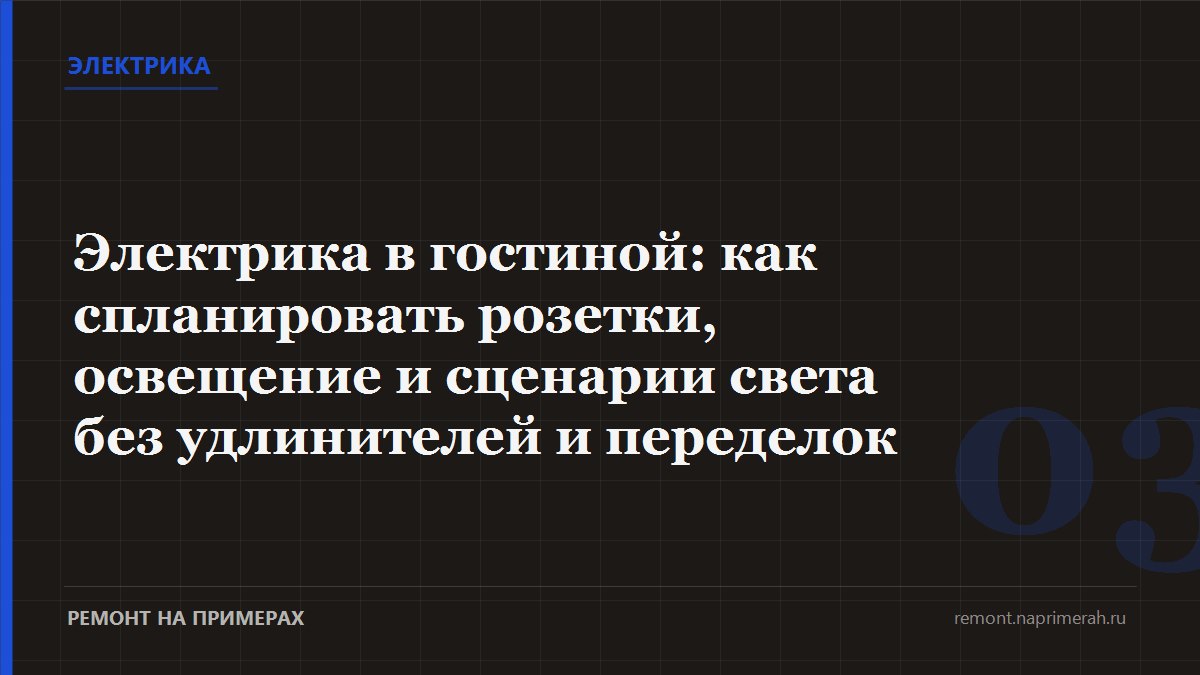 ЭЛЕКТРИКА
Электрика в гостиной: как
спланировать розетки,
освещение и сценарии света
без удлинителей и переделок
03
РЕМОНТ НА ПРИМЕРАХ
remont.naprimerah.ru